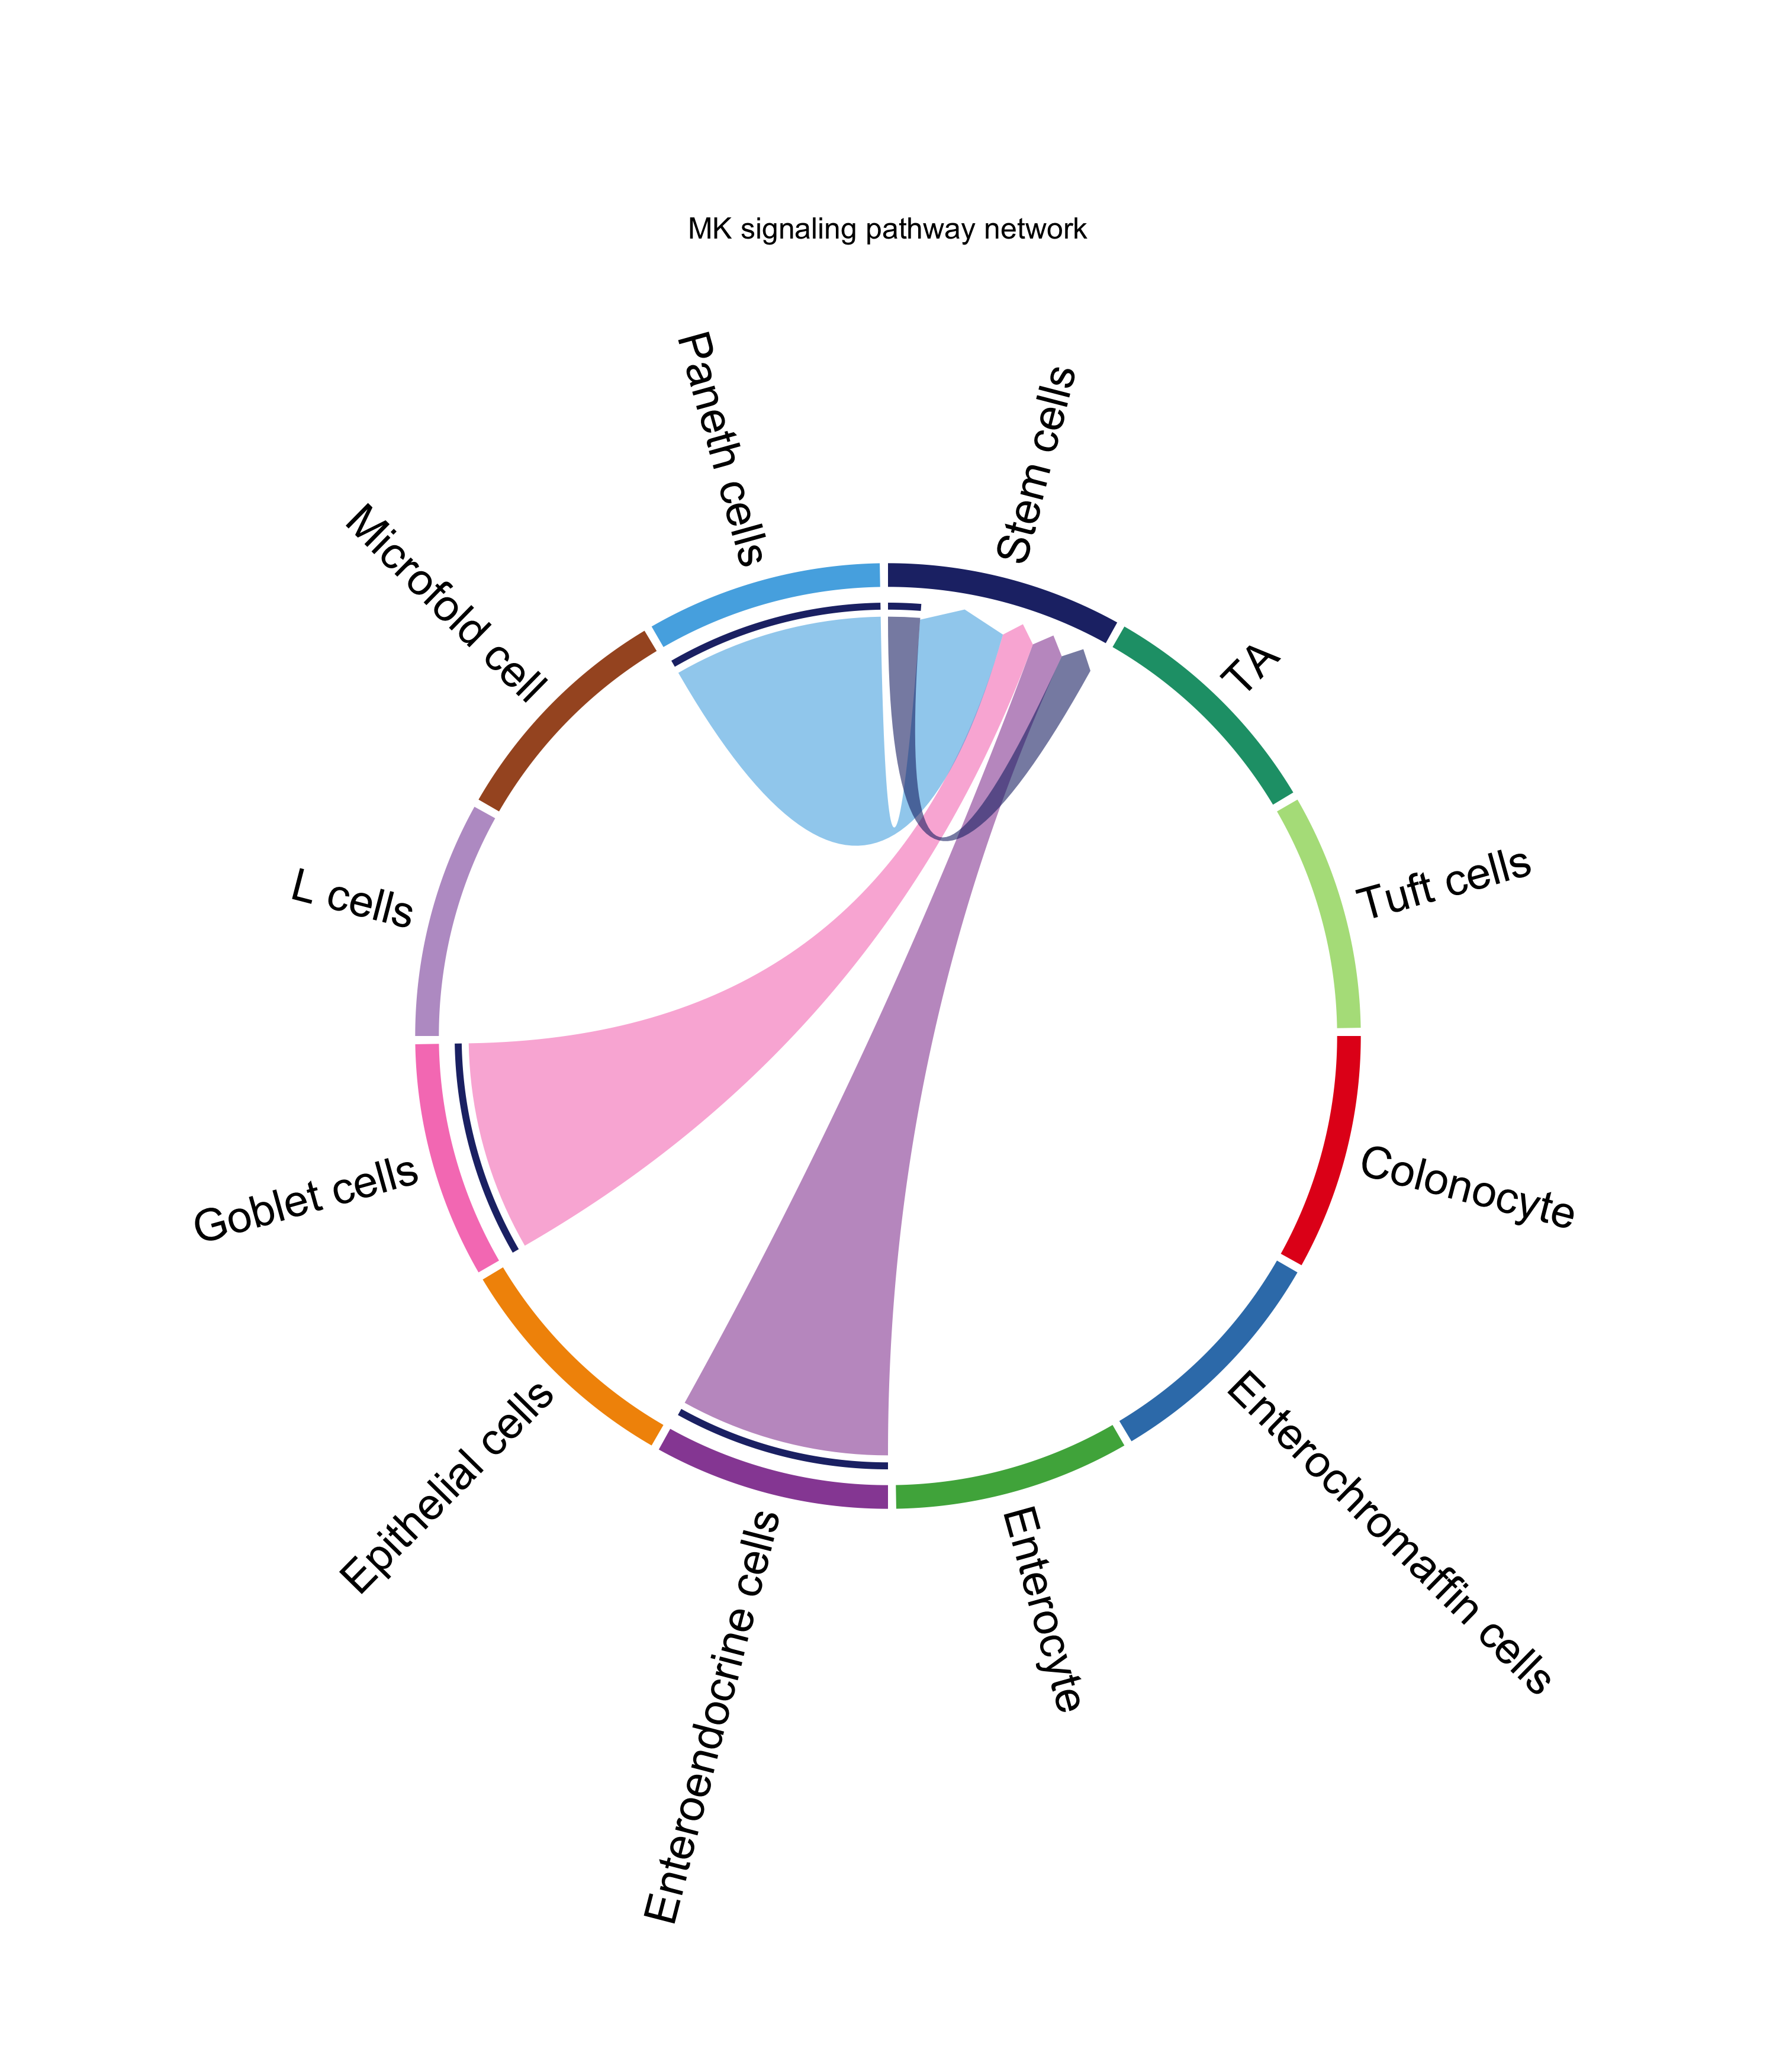 MK signaling pathway network
Paneth cells
Stem cells
Microfold cell
TA
L cells
Tuft cells
Goblet cells
Colonocyte
Epithelial cells
Enterochromaffin cells
Enteroendocrine cells
Enterocyte